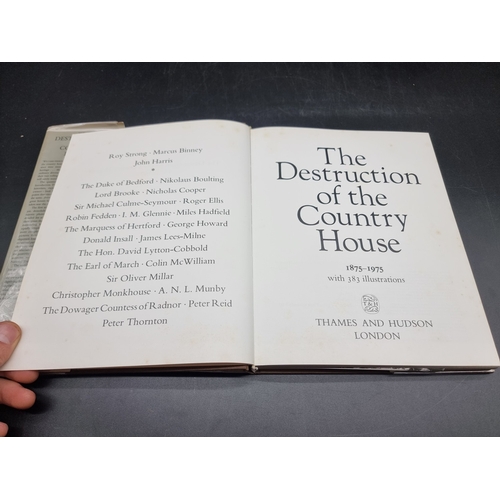 Roy Strong · Marcus Binney
John Harris
*
The Duke of Bedford · Nikolaus Boulting
Lord Brooke · Nicholas Cooper
Sir Michael Culme-Seymour · Roger Ellis
Robin Fedden · I. M. Glennie · Miles Hadfield
The Marquess of Hertford · George Howard
Donald Insall · James Lees-Milne
The Hon. David Lytton-Cobbold
The Earl of March · Colin McWilliam
Sir Oliver Millar
Christopher Monkhouse · A. N. L. Munby
The Dowager Countess of Radnor · Peter Reid
Peter Thornton
The
Destruction
of the
Country
House
1875–1975
with 383 illustrations
THAMES AND HUDSON
LONDON